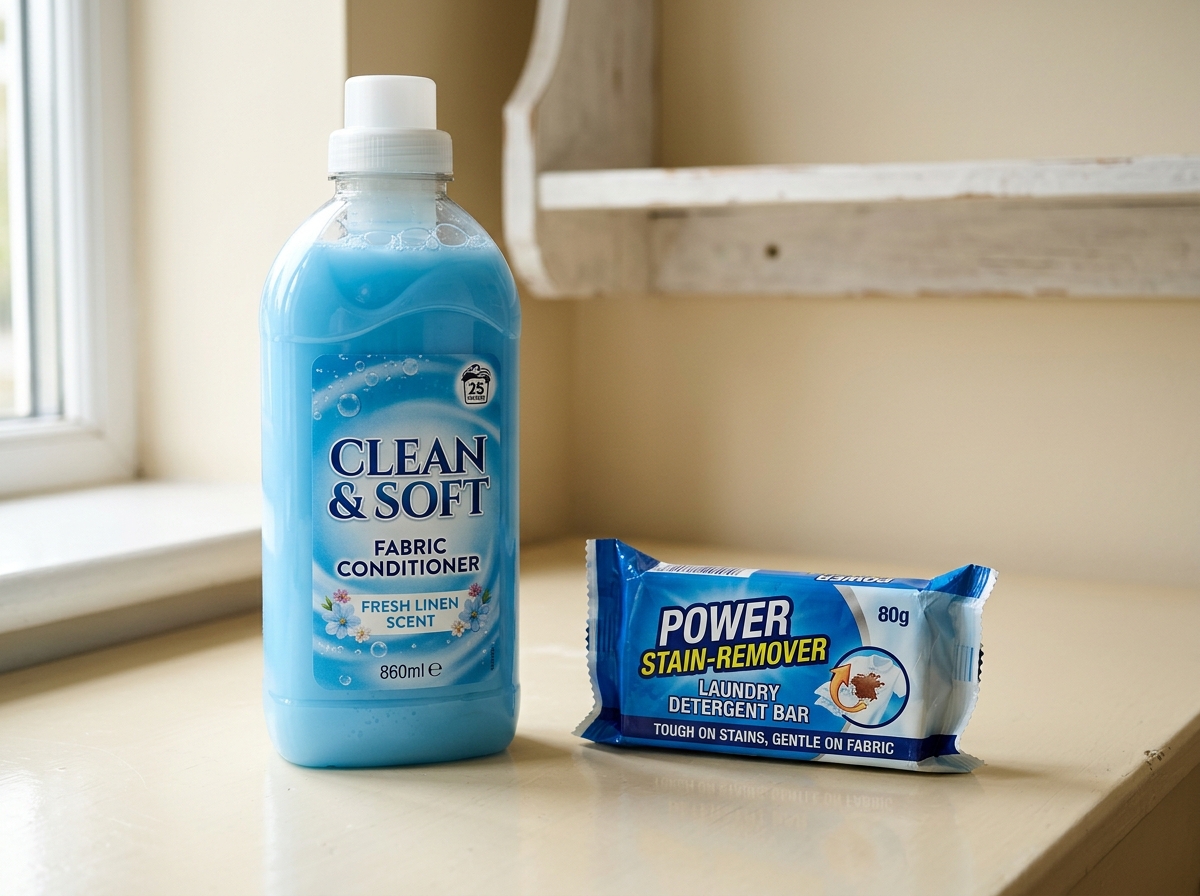 25
CLEAN
& SOFT
FABRIC
CONDITIONER
FRESH LINEN
SCENT
860ml ℮
POWER
80g
POWER
STAIN-REMOVER
LAUNDRY
DETERGENT BAR
TOUGH ON STAINS, GENTLE ON FABRIC